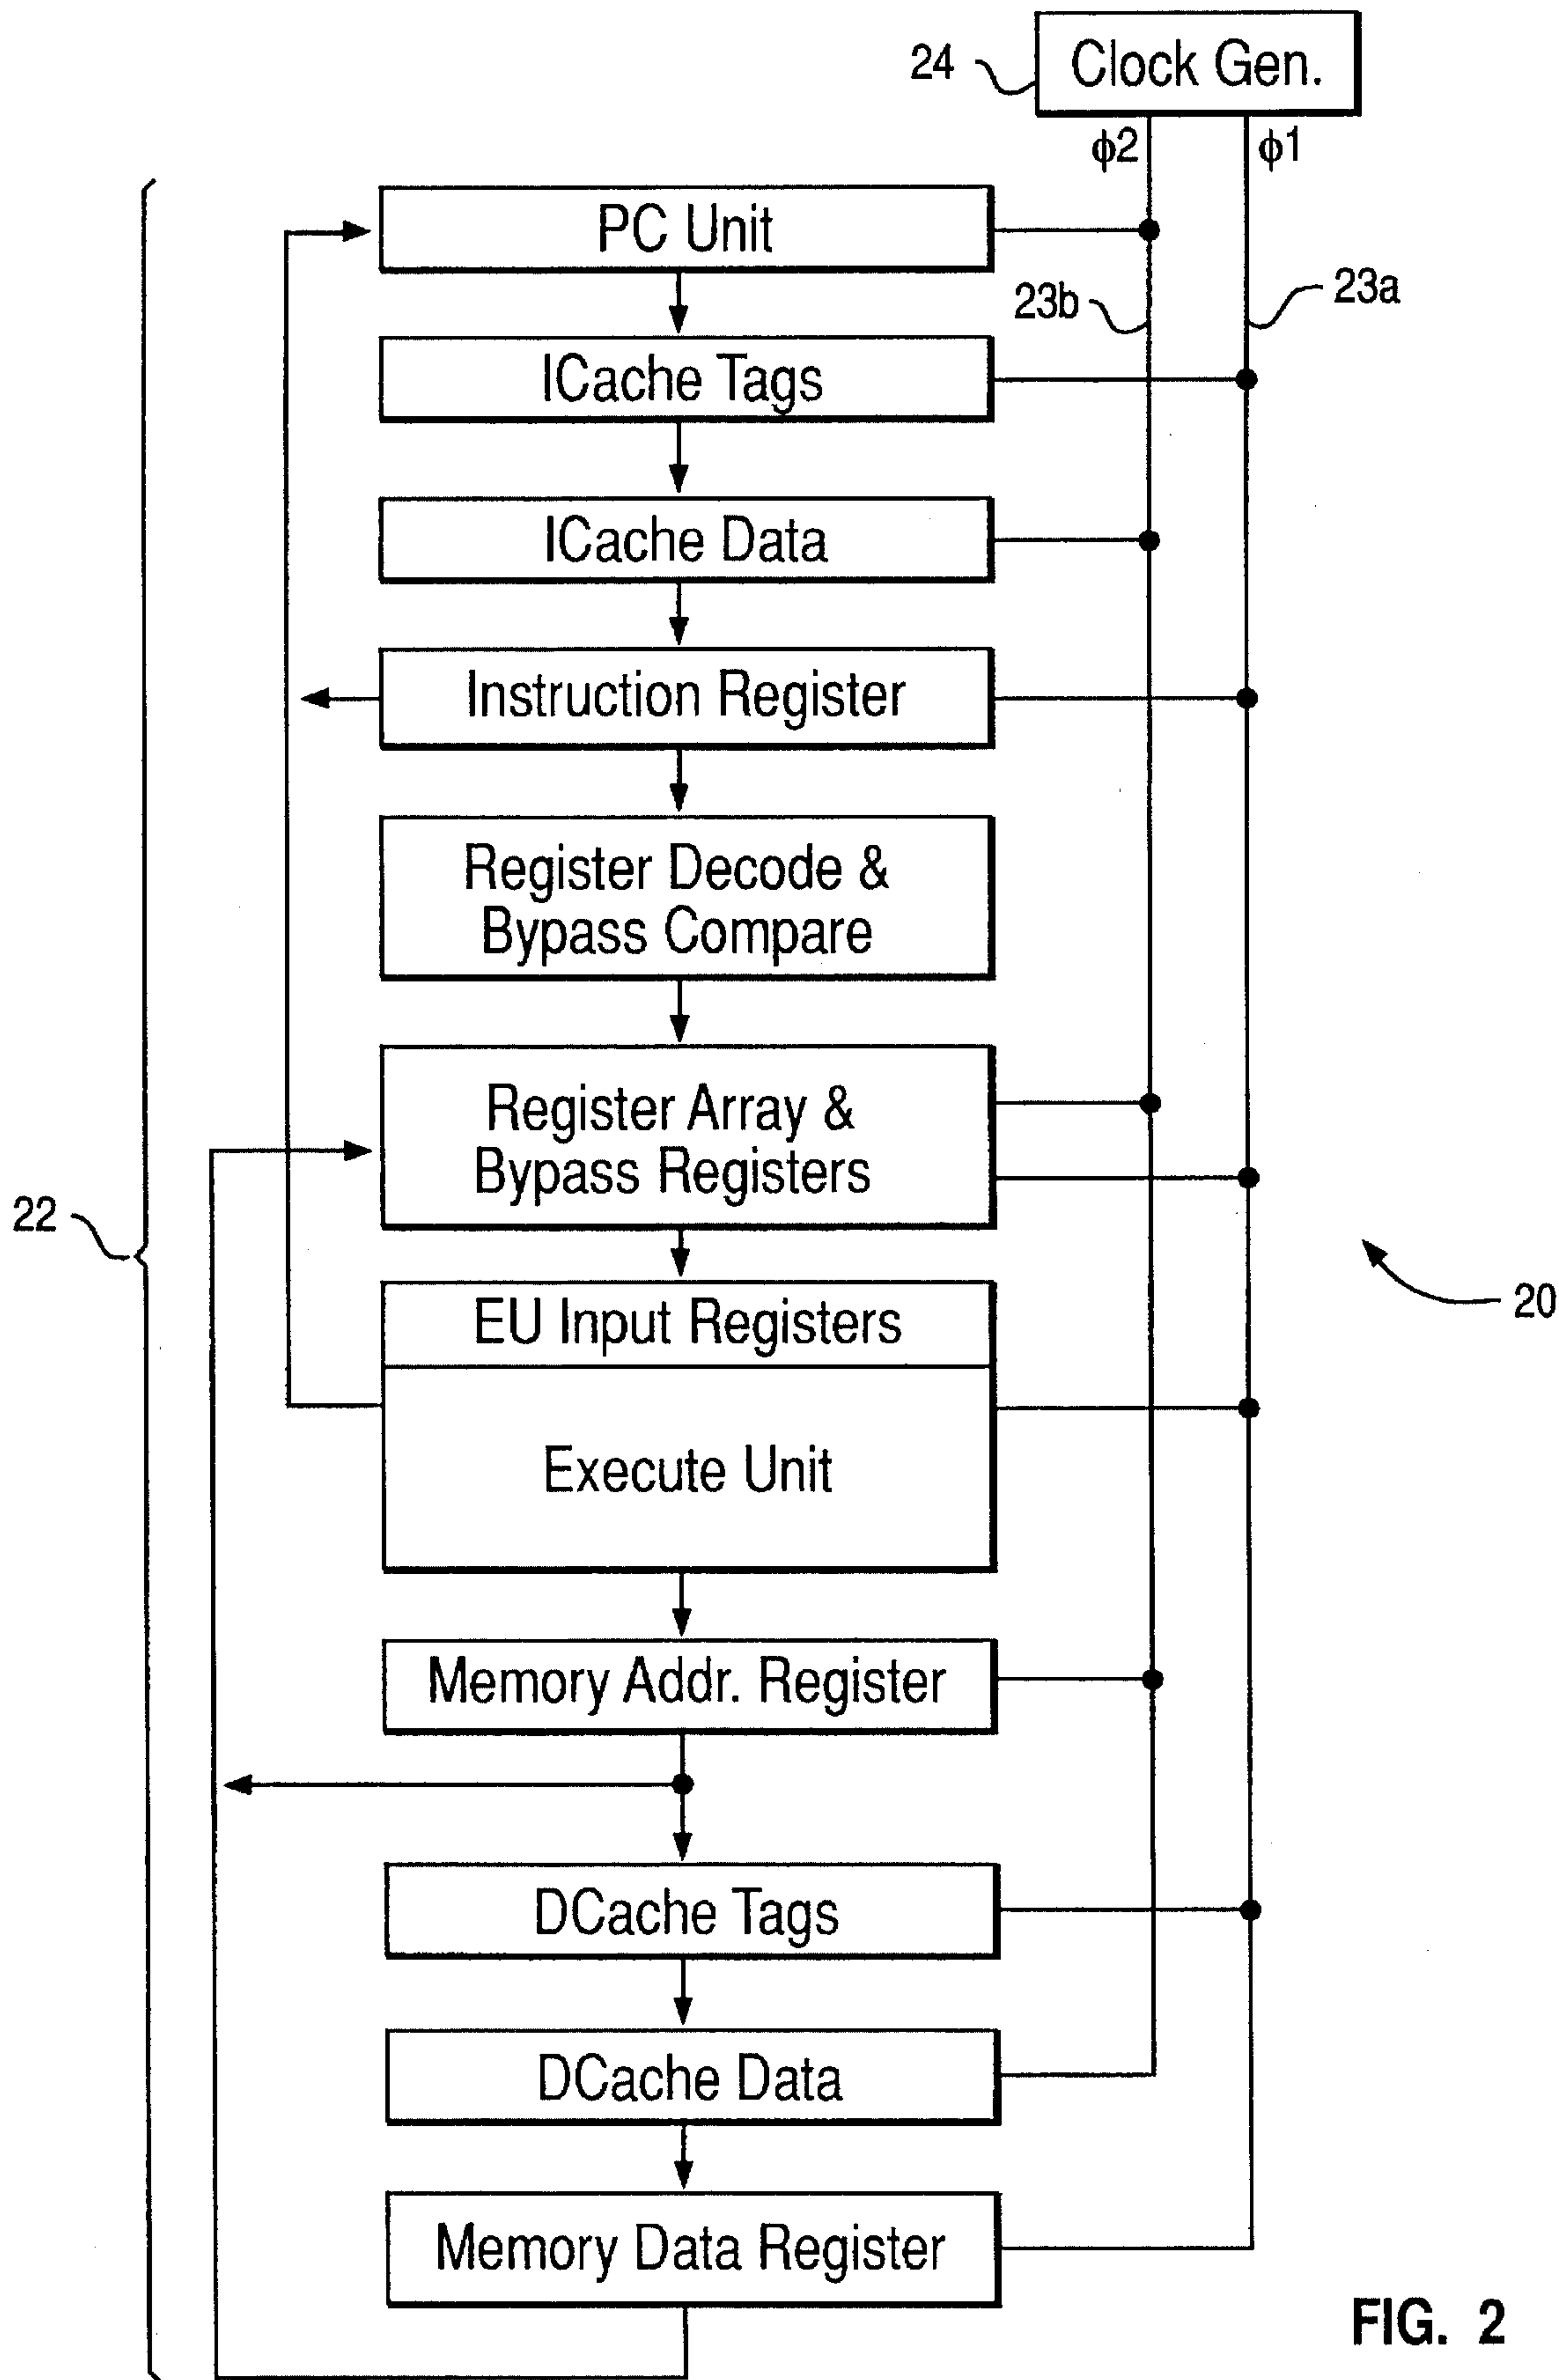 24
Clock Gen.
ϕ2
ϕ1
PC Unit
23b
23a
ICache Tags
ICache Data
Instruction Register
Register Decode &
Bypass Compare
Register Array &
Bypass Registers
22
EU Input Registers
20
Execute Unit
Memory Addr. Register
DCache Tags
DCache Data
Memory Data Register
FIG. 2